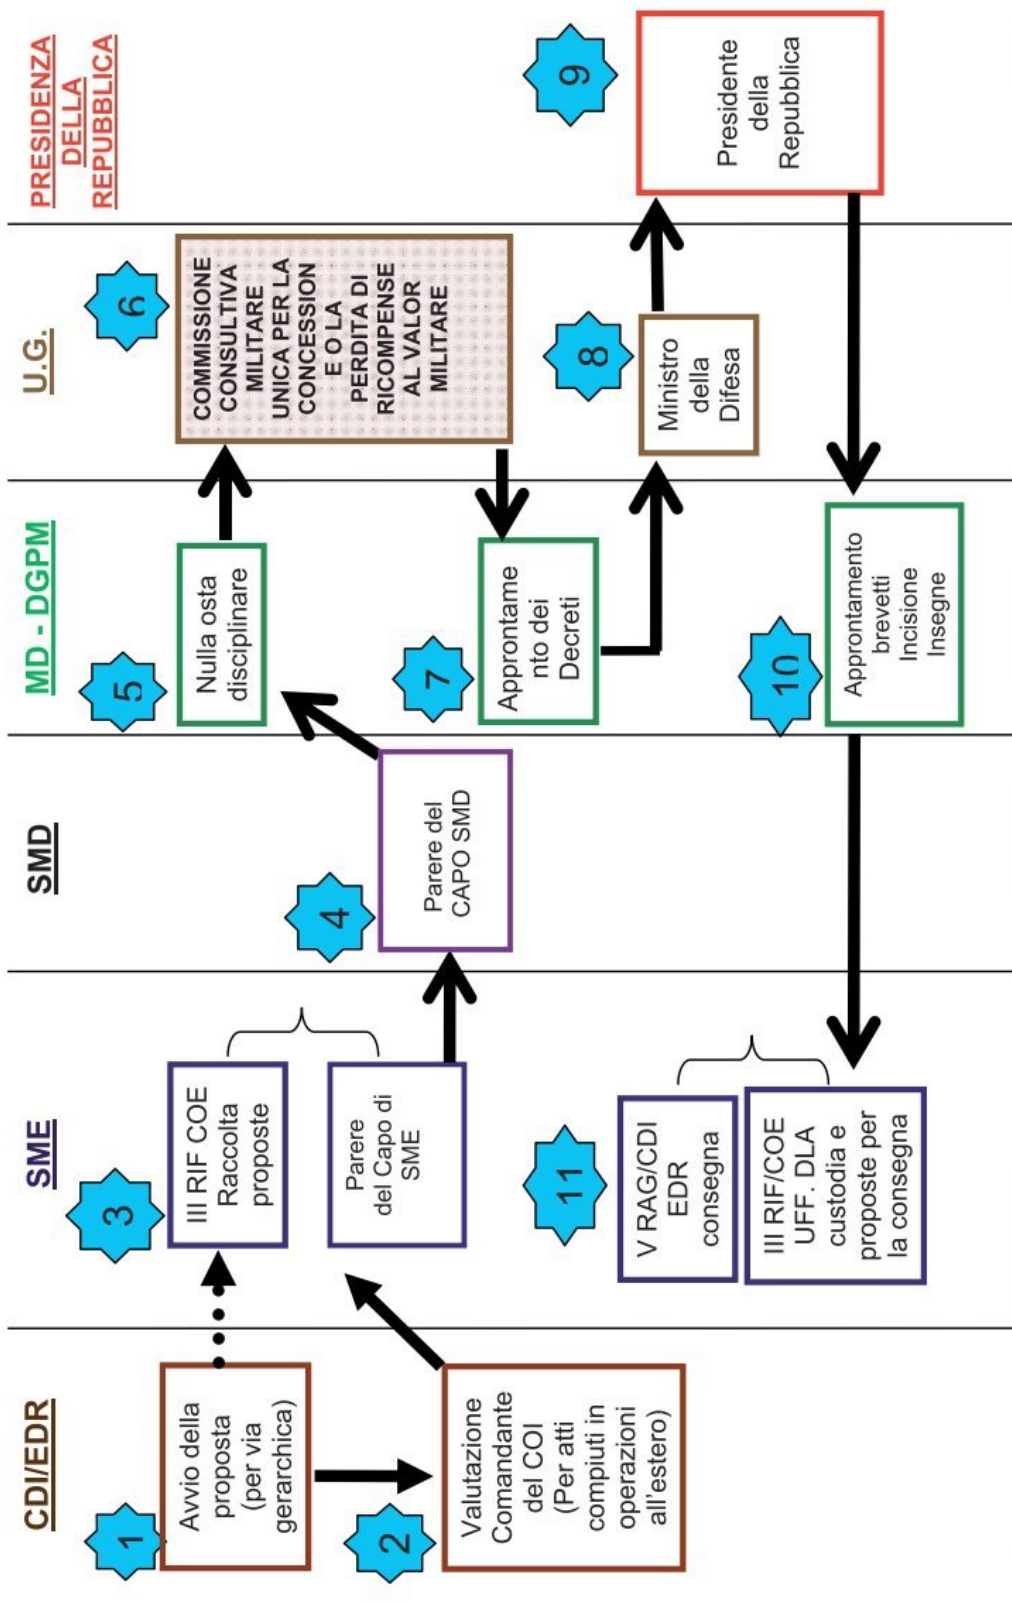 CDI/EDR
SME
SMD
MD - DGPM
U.G.
PRESIDENZA
DELLA
REPUBBLICA
1
Avvio della
proposta
(per via
gerarchica)
2
Valutazione
Comandante
del COI
(Per atti
compiuti in
operazioni
all'estero)
3
III RIF COE
Raccolta
proposte
Parere
del Capo di
SME
4
Parere del
CAPO SMD
5
Nulla osta
disciplinare
6
COMMISSIONE
CONSULTIVA
MILITARE
UNICA PER LA
CONCESSION
E O LA
PERDITA DI
RICOMPENSE
AL VALOR
MILITARE
7
Approntame
nto dei
Decreti
8
Ministro
della
Difesa
9
Presidente
della
Repubblica
10
Approntamento
brevetti
Incisione
Insegne
11
V RAG/CDI
EDR
consegna
III RIF/COE
UFF. DLA
custodia e
proposte per
la consegna